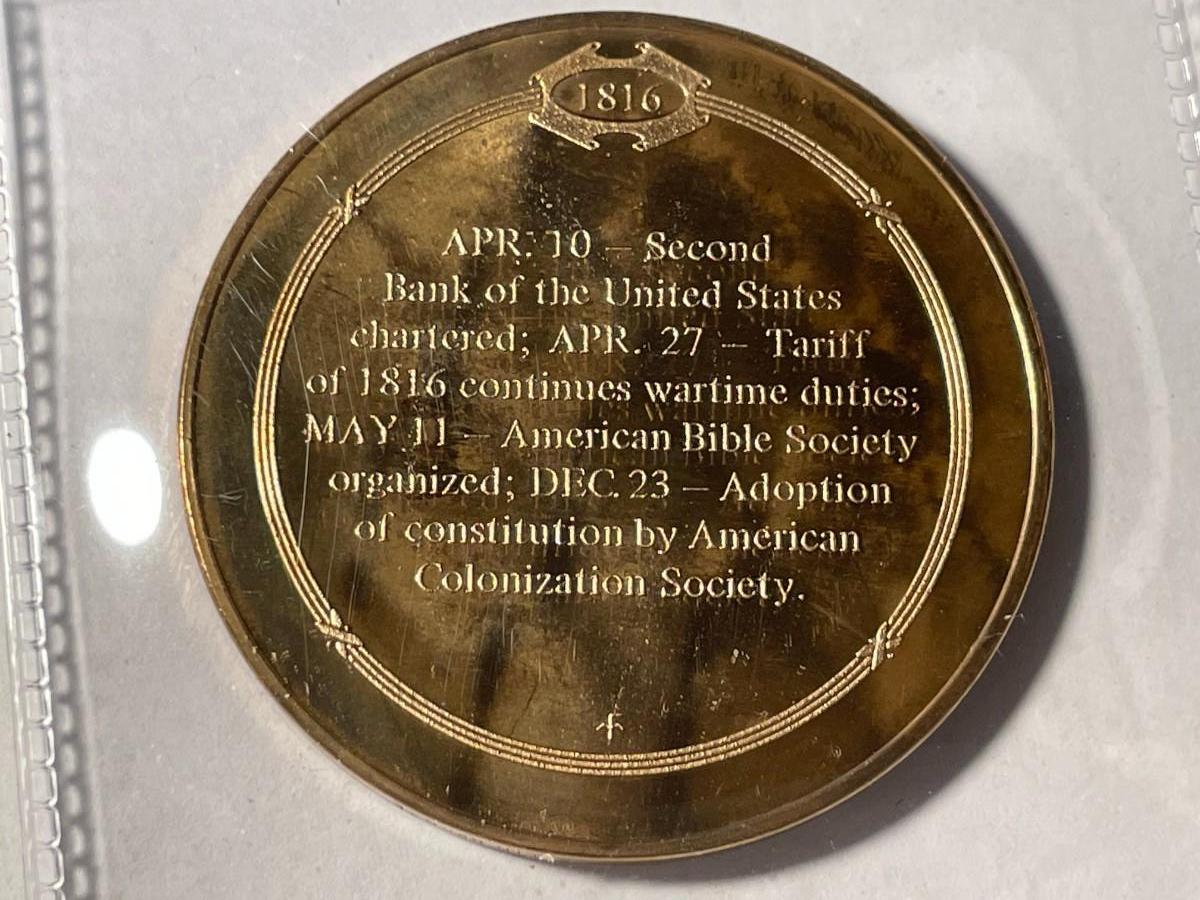 1816
APR. 10 – Second
Bank of the United States
chartered; APR. 27 – Tariff
of 1816 continues wartime duties;
MAY 11 – American Bible Society
organized; DEC. 23 – Adoption
of constitution by American
Colonization Society.